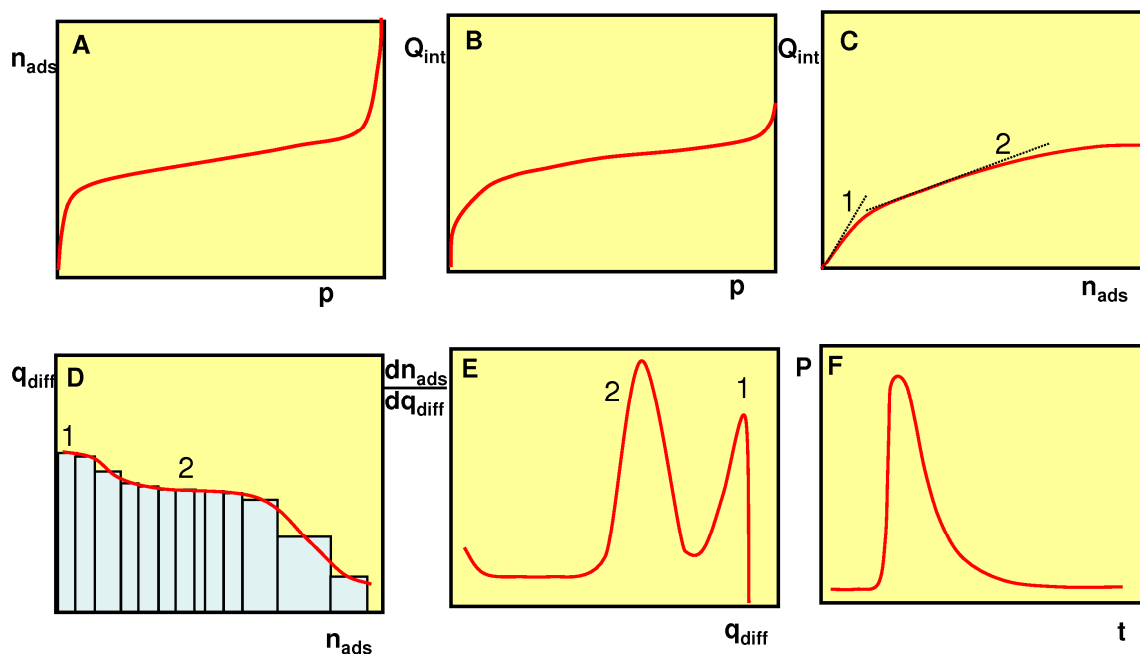 A
n_ads
p
B
Q_int
p
C
Q_int
1
2
n_ads
D
q_diff
1
2
n_ads
E
dn_ads
dq_diff
2
1
q_diff
F
P
t